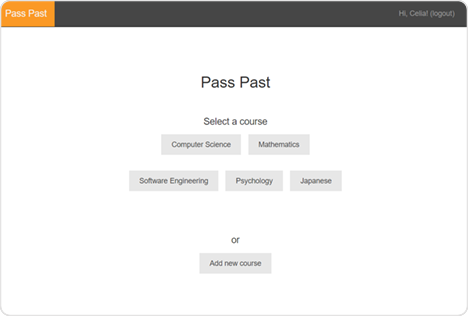 Pass Past Hi, Celia! (logout)
Pass Past
Select a course
Computer Science Mathematics
Software Engineering Psychology Japanese
or
Add new course